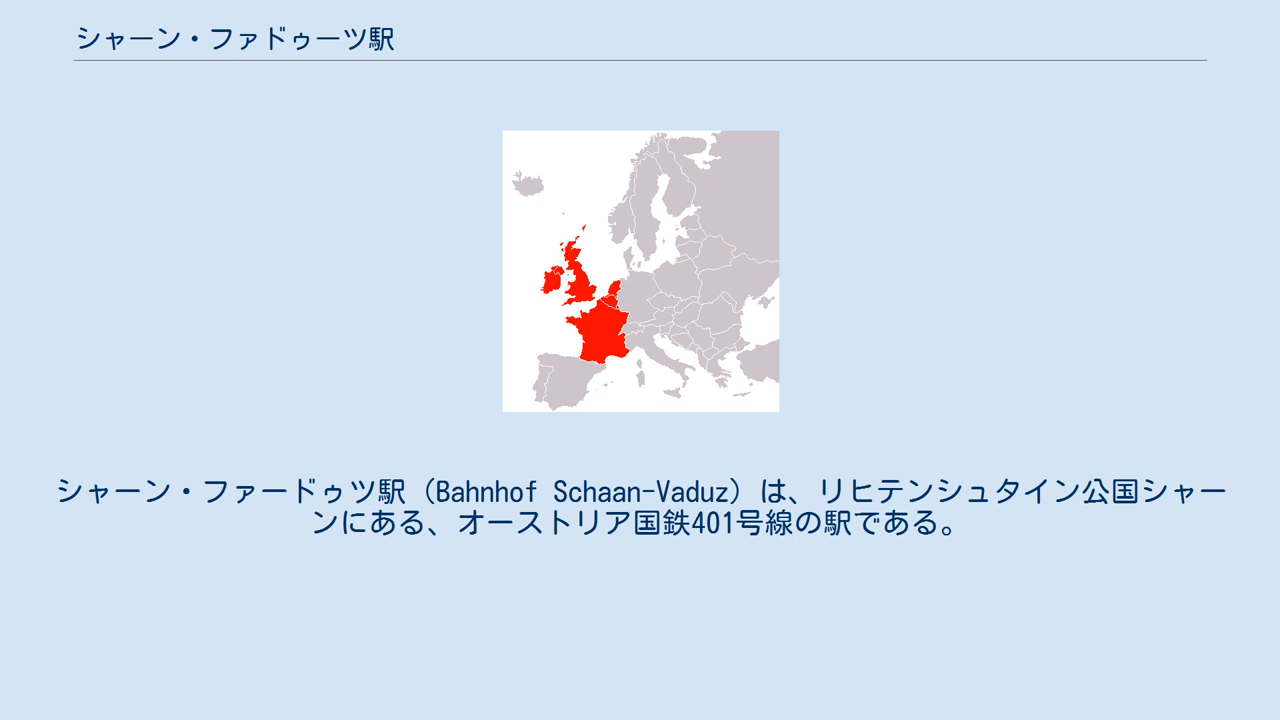 シャーン・ファドゥーツ駅
シャーン・ファードゥツ駅（Bahnhof Schaan-Vaduz）は、リヒテンシュタイン公国シャー
ンにある、オーストリア国鉄401号線の駅である。